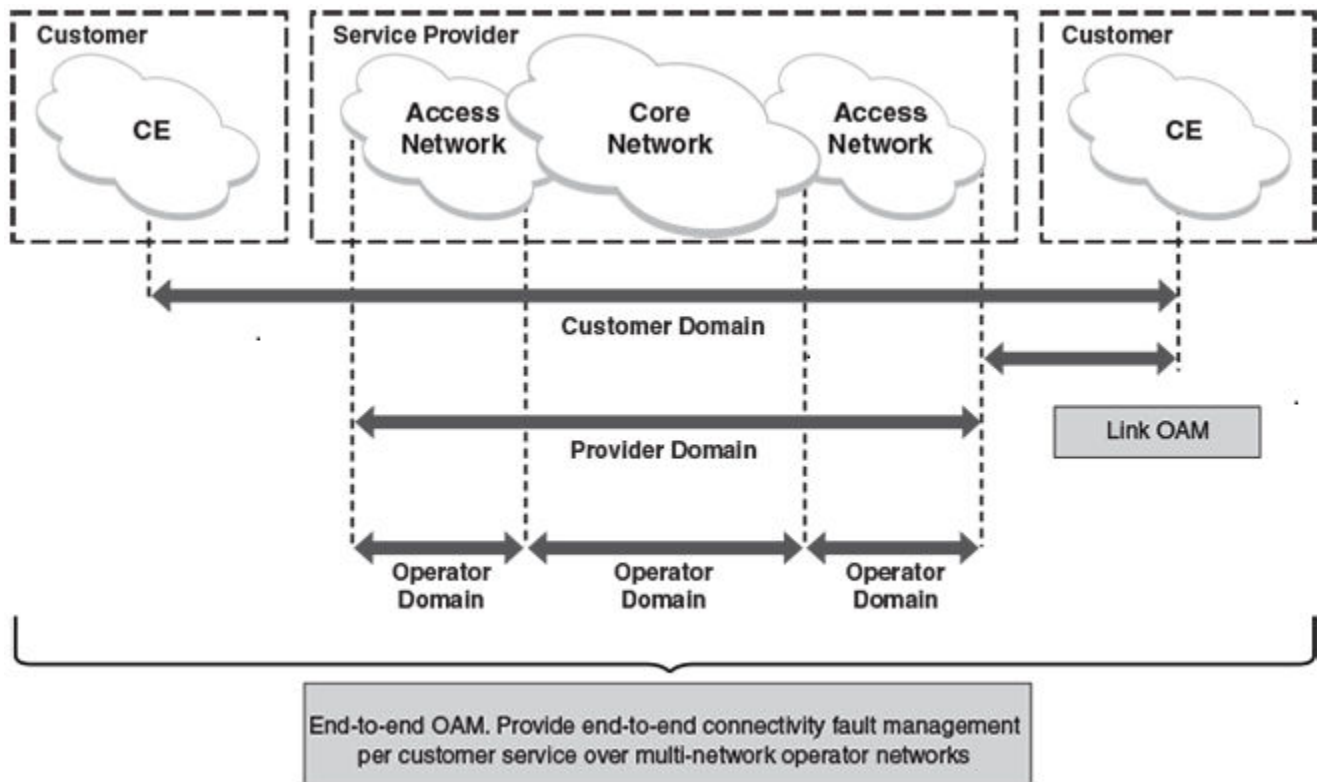 Customer
Service Provider
Customer
CE
Access
Network
Core
Network
Access
Network
CE
Customer Domain
Link OAM
Provider Domain
Operator
Domain
Operator
Domain
Operator
Domain
End-to-end OAM. Provide end-to-end connectivity fault management
per customer service over multi-network operator networks